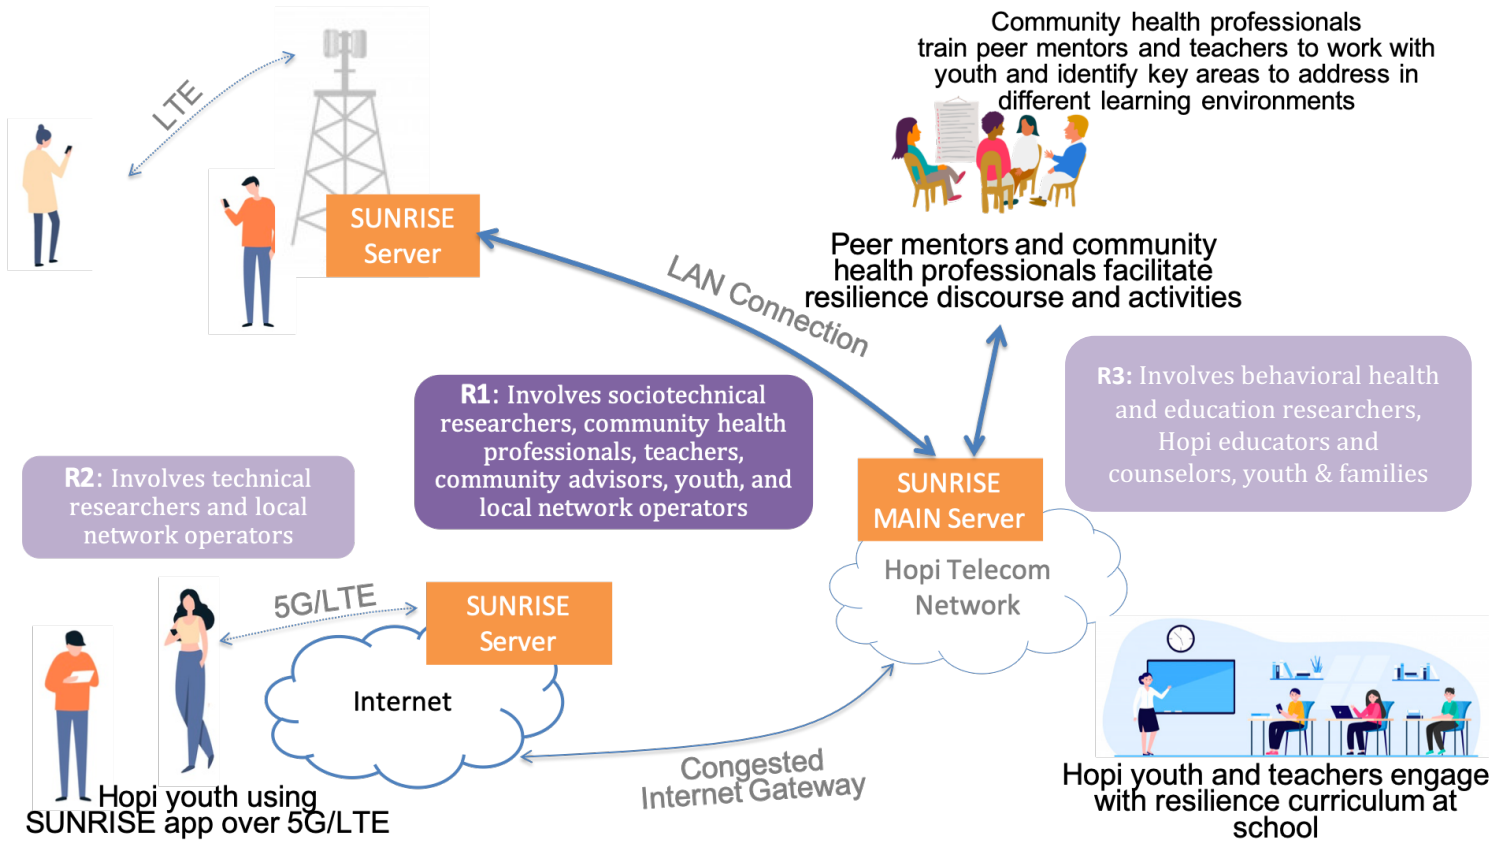 Community health professionals
train peer mentors and teachers to work with
youth and identify key areas to address in
different learning environments
LTE
SUNRISE
Server
Peer mentors and community
health professionals facilitate
resilience discourse and activities
LAN Connection
R1: Involves sociotechnical
researchers, community health
professionals, teachers,
community advisors, youth, and
local network operators
R3: Involves behavioral health
and education researchers,
Hopi educators and
counselors, youth & families
R2: Involves technical
researchers and local
network operators
SUNRISE
MAIN Server
Hopi Telecom
Network
5G/LTE
SUNRISE
Server
Internet
Congested
Internet Gateway
Hopi youth using
SUNRISE app over 5G/LTE
Hopi youth and teachers engage
with resilience curriculum at
school